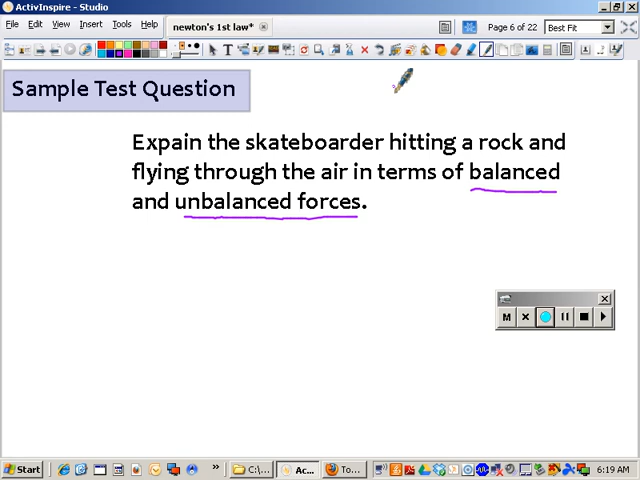 ActivInspire - Studio
File Edit View Insert Tools Help
newton's 1st law*
Page 6 of 22
Best Fit
Sample Test Question
Expain the skateboarder hitting a rock and
flying through the air in terms of balanced
and unbalanced forces.
M
Start
»
C:\...
Ac...
To...
6:19 AM